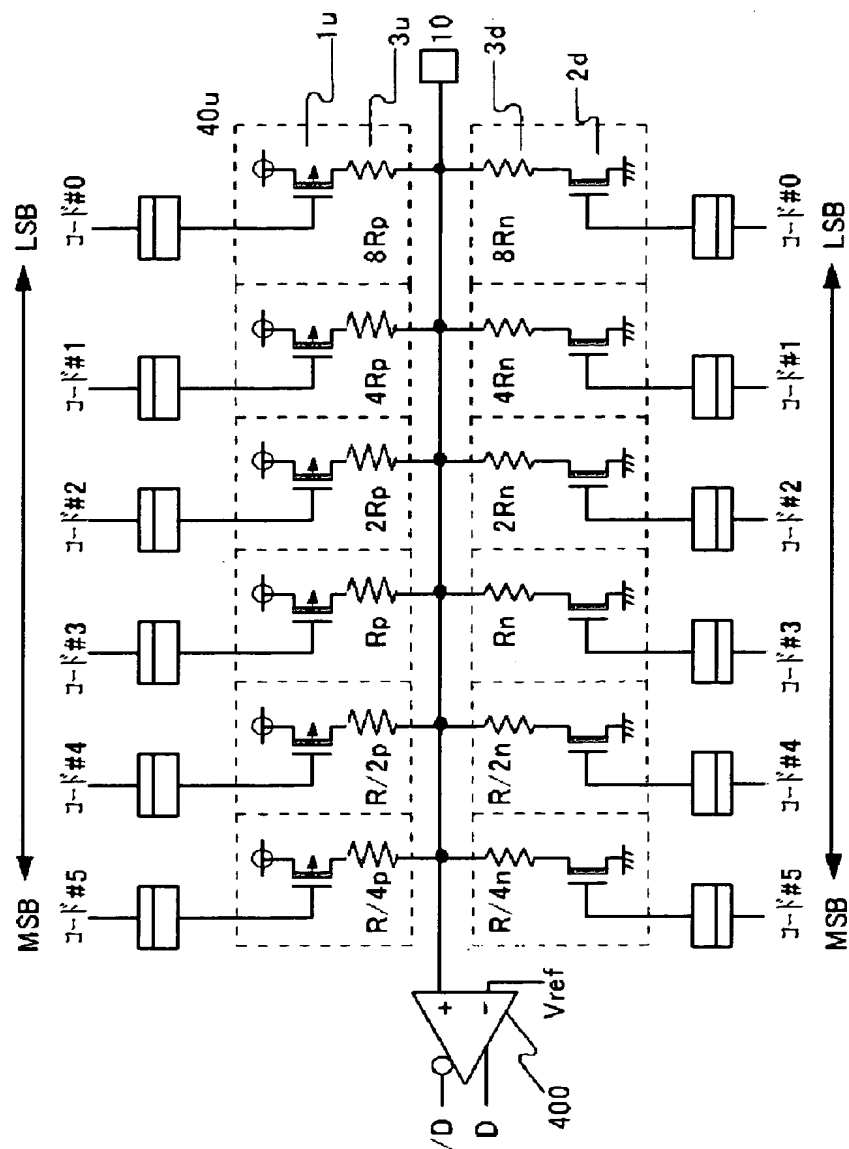 MSB LSB
コード#5 コード#4 コード#3 コード#2 コード#1 コード#0
40u
1u
3u
R/4p R/2p Rp 2Rp 4Rp 8Rp
10
R/4n R/2n Rn 2Rn 4Rn 8Rn
3d
2d
+
−
/D
D
Vref
400
コード#5 コード#4 コード#3 コード#2 コード#1 コード#0
MSB LSB